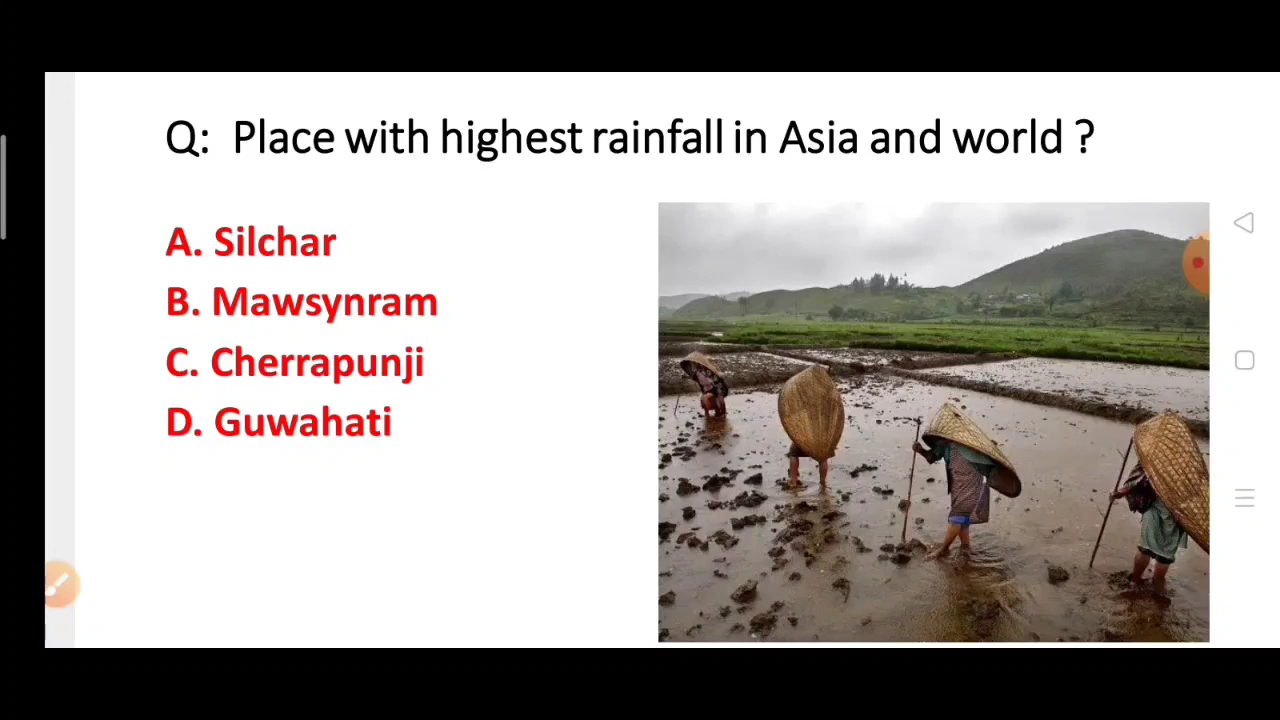 Q: Place with highest rainfall in Asia and world ?
A. Silchar
B. Mawsynram
C. Cherrapunji
D. Guwahati